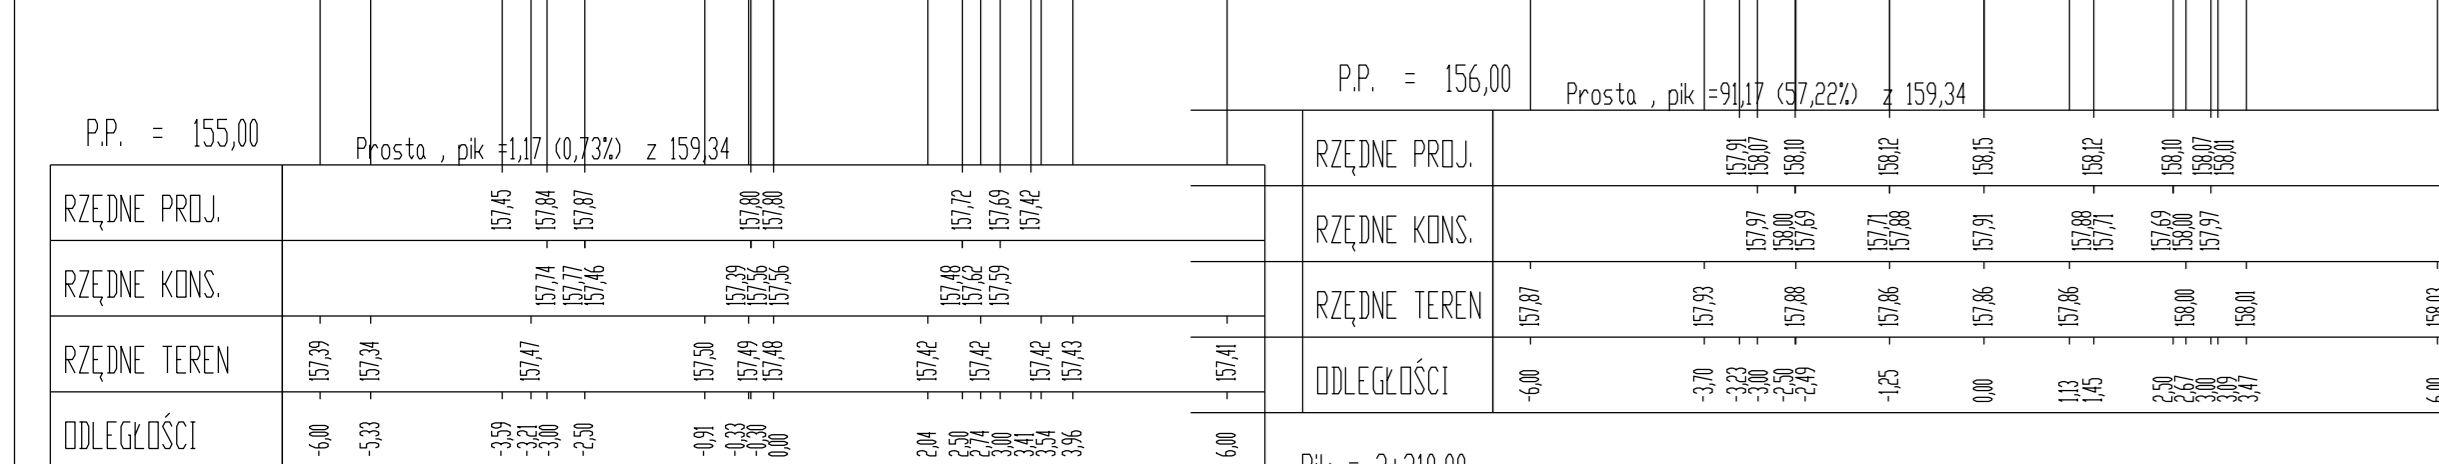 P.P. = 155,00
Prosta , pik =1,17 (0,73%) z 159,34
RZĘDNE PROJ. 157,45 157,84 157,87 157,80 157,80 157,72 157,69 157,42
RZĘDNE KONS. 157,74 157,77 157,46 157,39 157,56 157,56 157,48 157,62 157,59
RZĘDNE TEREN 157,39 157,34 157,47 157,50 157,49 157,48 157,42 157,42 157,42 157,43 157,41
ODLEGŁOŚCI -6,00 -5,33 -3,59 -3,21 -3,00 -2,50 -0,91 -0,33 -0,30 0,00 2,04 2,50 2,74 3,00 3,41 3,54 3,96 6,00
P.P. = 156,00
Prosta , pik =91,17 (57,22%) z 159,34
RZĘDNE PROJ. 157,91 158,07 158,10 158,12 158,15 158,12 158,10 158,07 158,01
RZĘDNE KONS. 157,97 158,00 157,69 157,71 157,88 157,91 157,88 157,71 157,69 158,00 157,97
RZĘDNE TEREN 157,87 157,93 157,88 157,86 157,86 157,86 158,00 158,01 158,03
ODLEGŁOŚCI -6,00 -3,70 -3,23 -3,00 -2,50 -2,49 -1,25 0,00 1,13 1,45 2,50 2,67 3,00 3,09 3,47 6,00